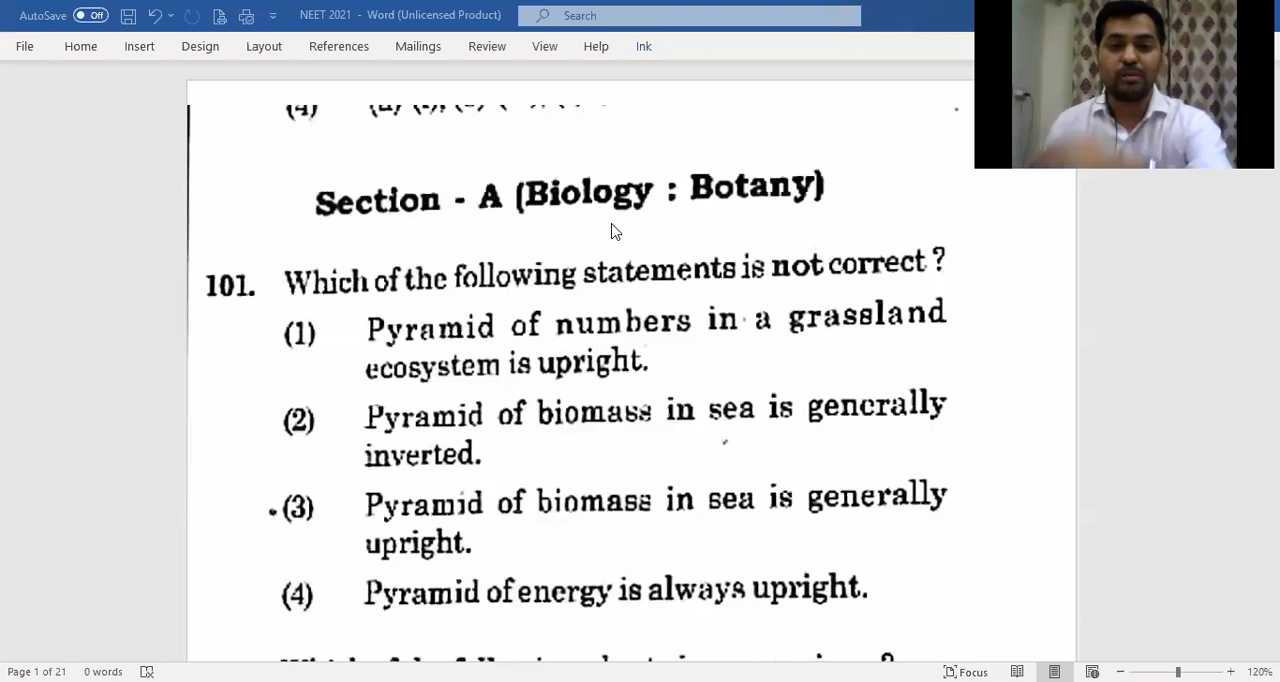 AutoSave Off NEET 2021 - Word (Unlicensed Product) Search
File Home Insert Design Layout References Mailings Review View Help Ink
(4)
Section - A (Biology : Botany)
101. Which of the following statements is not correct ?
(1) Pyramid of numbers in a grassland
ecosystem is upright.
(2) Pyramid of biomass in sea is generally
inverted.
(3) Pyramid of biomass in sea is generally
upright.
(4) Pyramid of energy is always upright.
Page 1 of 21 0 words Focus 120%